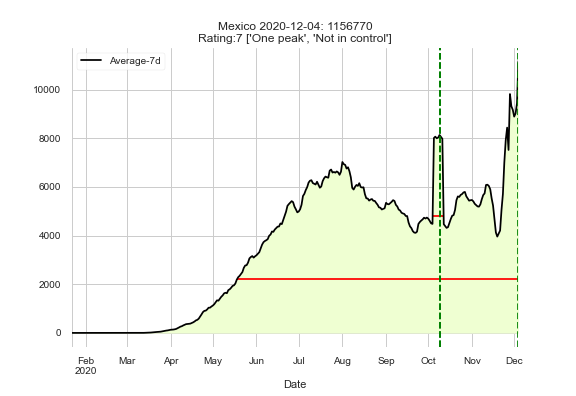 Mexico 2020-12-04: 1156770
Rating:7 ['One peak', 'Not in control']
Average-7d
10000
8000
6000
4000
2000
0
Feb Mar Apr May Jun Jul Aug Sep Oct Nov Dec
2020
Date